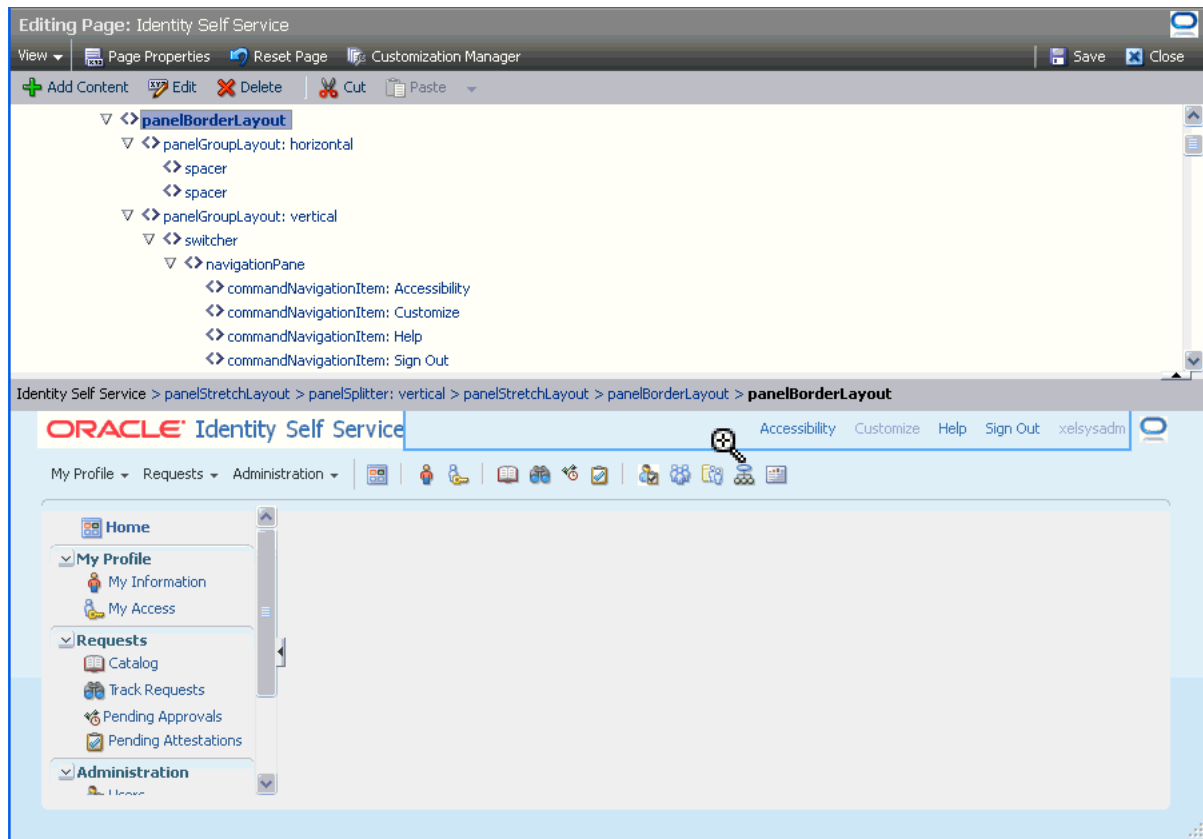 Editing Page: Identity Self Service
View Page Properties Reset Page Customization Manager Save Close
Add Content Edit Delete Cut Paste
<> panelBorderLayout
<> panelGroupLayout: horizontal
<> spacer
<> spacer
<> panelGroupLayout: vertical
<> switcher
<> navigationPane
<> commandNavigationItem: Accessibility
<> commandNavigationItem: Customize
<> commandNavigationItem: Help
<> commandNavigationItem: Sign Out
Identity Self Service > panelStretchLayout > panelSplitter: vertical > panelStretchLayout > panelBorderLayout > panelBorderLayout
ORACLE' Identity Self Service Accessibility Customize Help Sign Out xelsysadm
My Profile Requests Administration
Home
My Profile
My Information
My Access
Requests
Catalog
Track Requests
Pending Approvals
Pending Attestations
Administration
Users